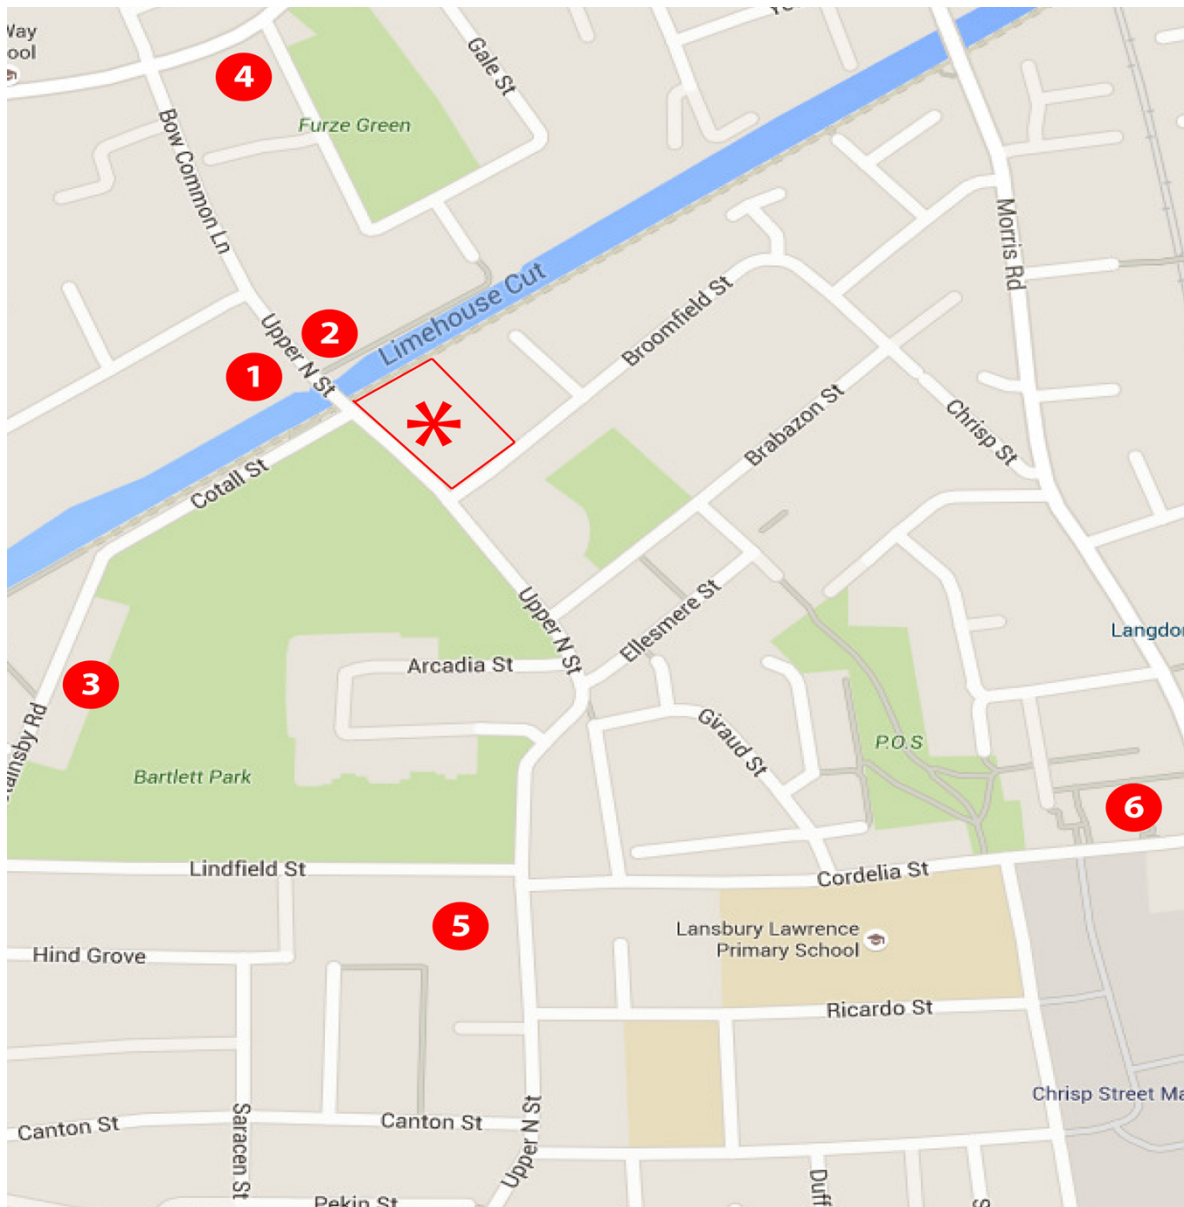 Way
ool
4
Gale St
Furze Green
Bow Common Ln
Morris Rd
Limehouse Cut
Upper N St
2
1
Broomfield St
*
Brabazon St
Chrisp St
Cotall St
Upper N St
Ellesmere St
Langdo
Arcadia St
3
ainsby Rd
Giraud St
P.O.S
Bartlett Park
6
Lindfield St
Cordelia St
5
Lansbury Lawrence
Primary School
Hind Grove
Ricardo St
Chrisp Street Ma
Canton St
Canton St
Saracen St
Upper N St
Duff
Pekin St